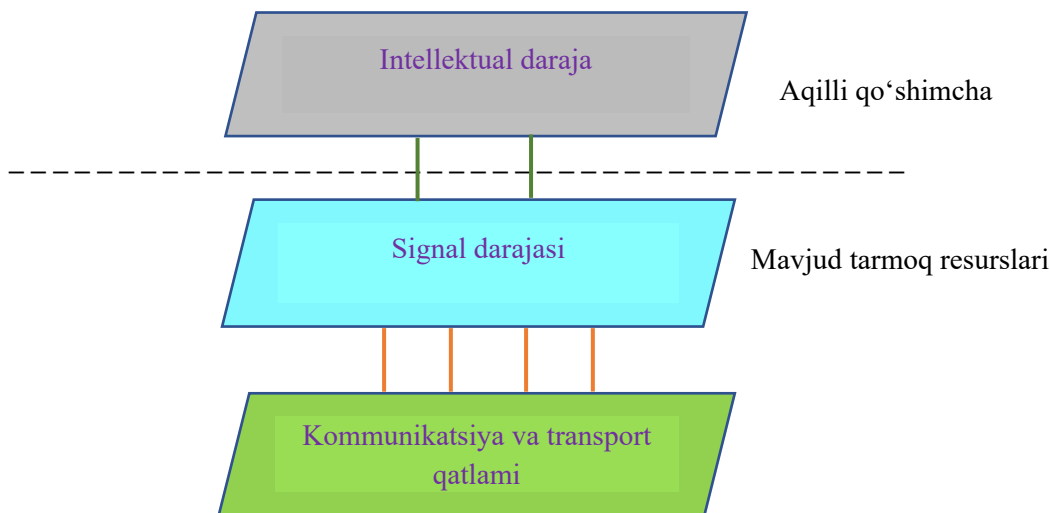 Intellektual daraja
Aqilli qo‘shimcha
Signal darajasi
Mavjud tarmoq resurslari
Kommunikatsiya va transport
qatlami